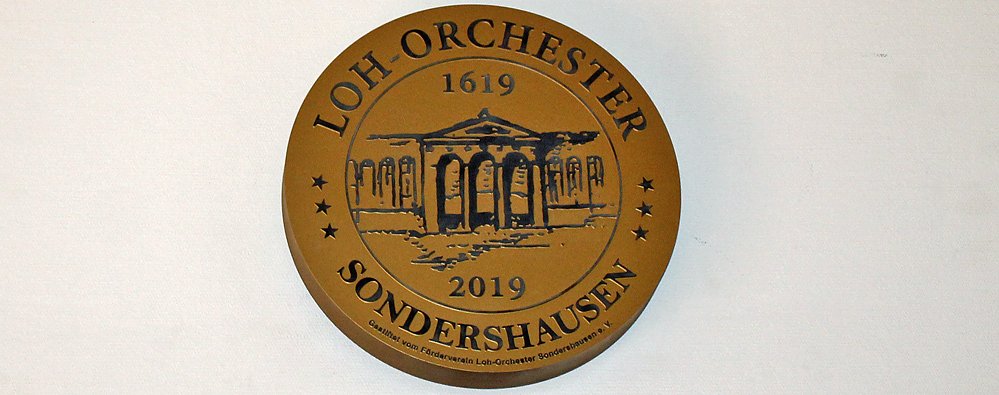 LOH-ORCHESTER
1619
2019
SONDERSHAUSEN
Gestiftet vom Förderverein Loh-Orchester Sondershausen e.V.